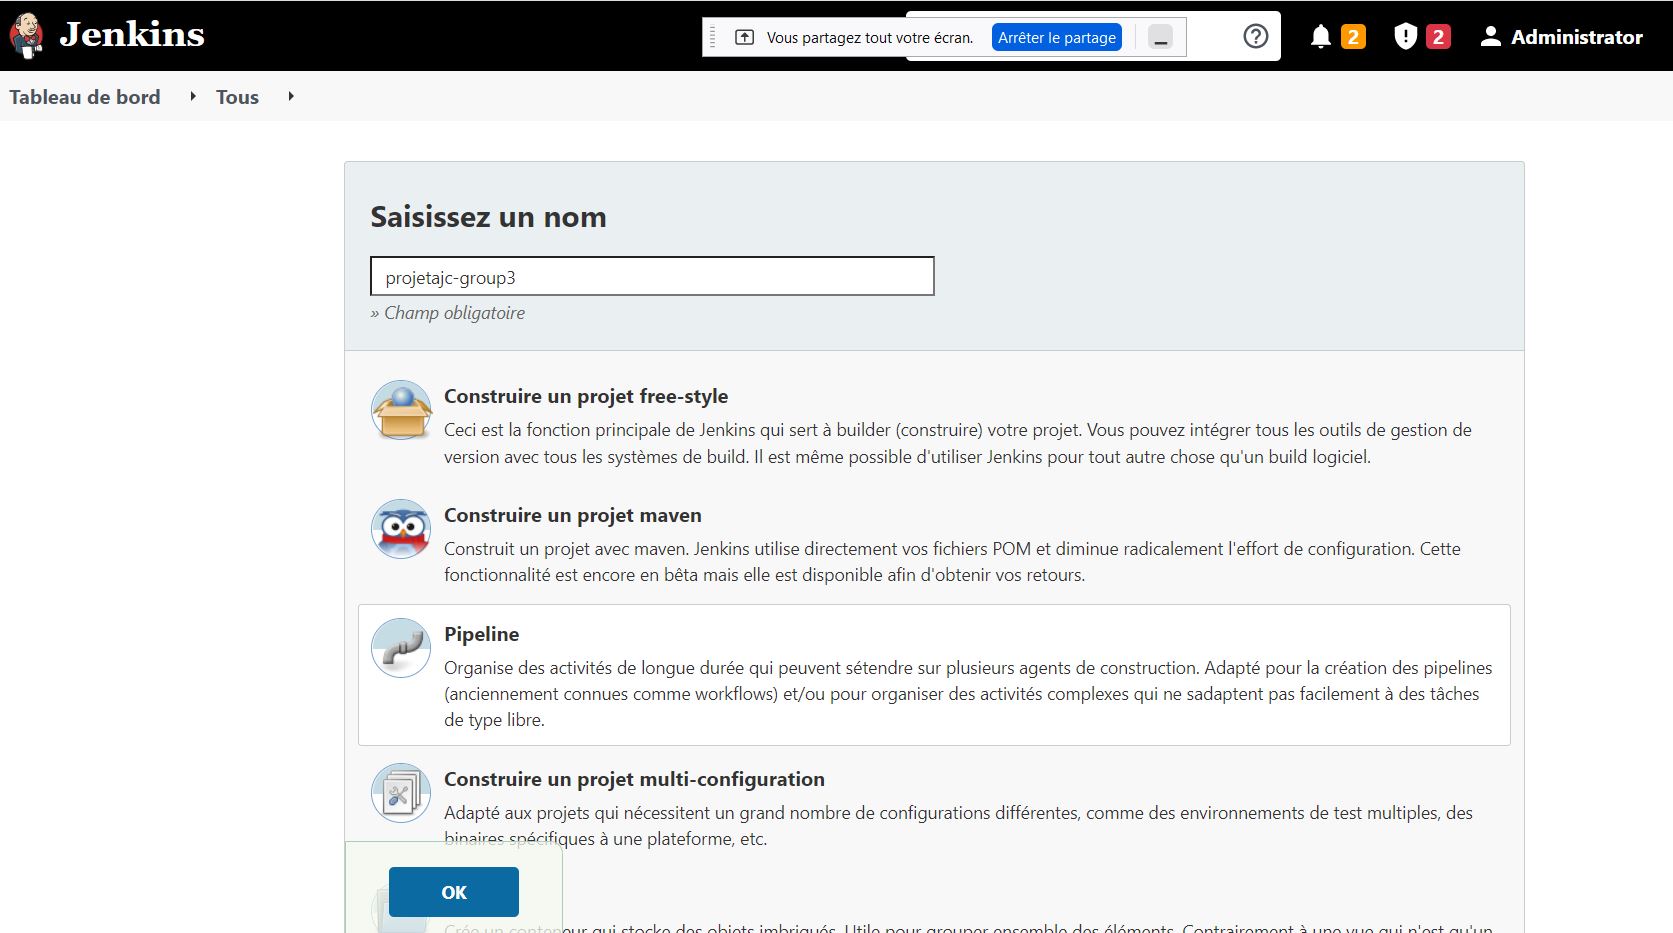 Jenkins
Vous partagez tout votre écran.
Arrêter le partage
2
2
Administrator
Tableau de bord
Tous
Saisissez un nom
projetajc-group3
» Champ obligatoire
Construire un projet free-style
Ceci est la fonction principale de Jenkins qui sert à builder (construire) votre projet. Vous pouvez intégrer tous les outils de gestion de
version avec tous les systèmes de build. Il est même possible d'utiliser Jenkins pour tout autre chose qu'un build logiciel.
Construire un projet maven
Construit un projet avec maven. Jenkins utilise directement vos fichiers POM et diminue radicalement l'effort de configuration. Cette
fonctionnalité est encore en bêta mais elle est disponible afin d'obtenir vos retours.
Pipeline
Organise des activités de longue durée qui peuvent sétendre sur plusieurs agents de construction. Adapté pour la création des pipelines
(anciennement connues comme workflows) et/ou pour organiser des activités complexes qui ne sadaptent pas facilement à des tâches
de type libre.
Construire un projet multi-configuration
Adapté aux projets qui nécessitent un grand nombre de configurations différentes, comme des environnements de test multiples, des
binaires spécifiques à une plateforme, etc.
OK
Crée un conteneur qui stocke des objets imbriqués. Utile pour grouper ensemble des éléments. Contrairement à une vue qui n'est qu'un